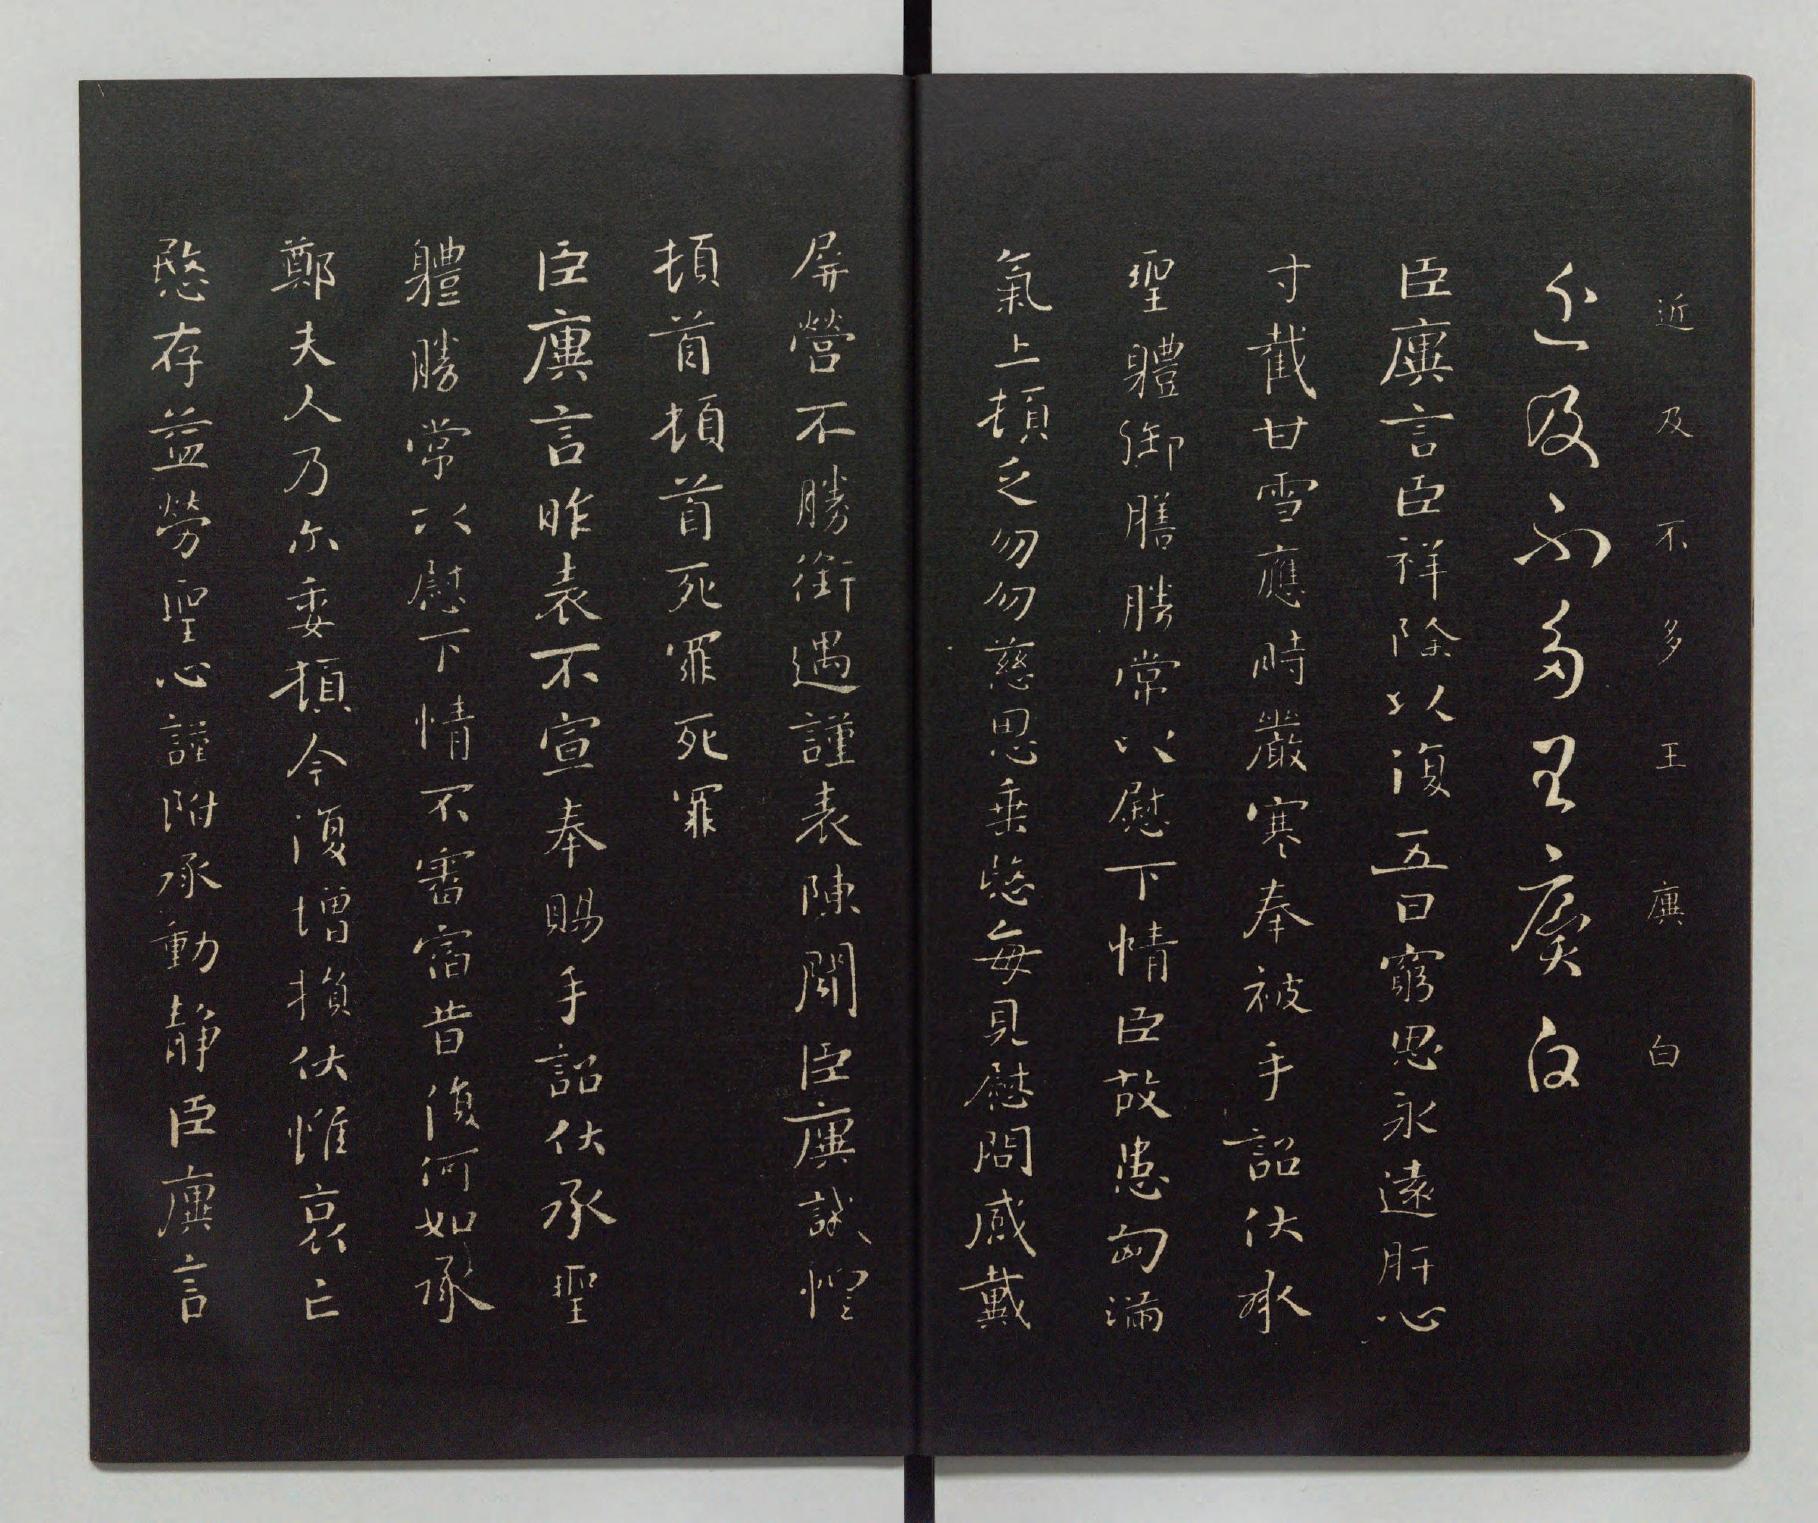 近及不多王廙白
近及不多王廙白
臣廙言臣祥除以復五日窮思永遠肝心
寸截甘雪應時嚴寒奉被手詔伏承
聖體御膳勝常以慰下情臣故患匈滿
氣上頓乏勿勿慈恩垂愍每見慰問感戴
屏營不勝銜遇謹表陳聞臣廙誠惶
頓首頓首死罪死罪
臣廙言昨表不宣奉賜手詔伏承聖
體勝常以慰下情不審宿昔復何如承
鄭夫人乃尒委頓今復增損伏惟哀亡
愍存益勞聖心謹附承動靜臣廙言